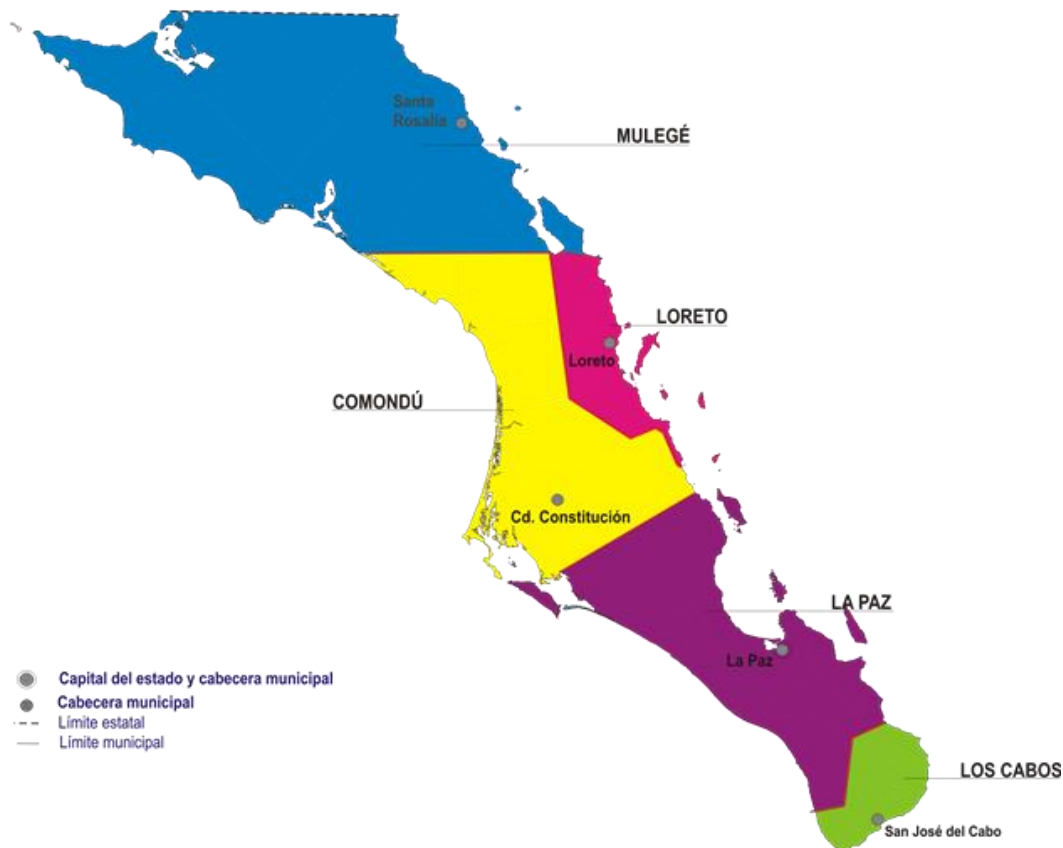 Santa
Rosalía
MULEGÉ
LORETO
Loreto
COMONDÚ
Cd. Constitución
LA PAZ
La Paz
Capital del estado y cabecera municipal
Cabecera municipal
Límite estatal
Límite municipal
LOS CABOS
San José del Cabo